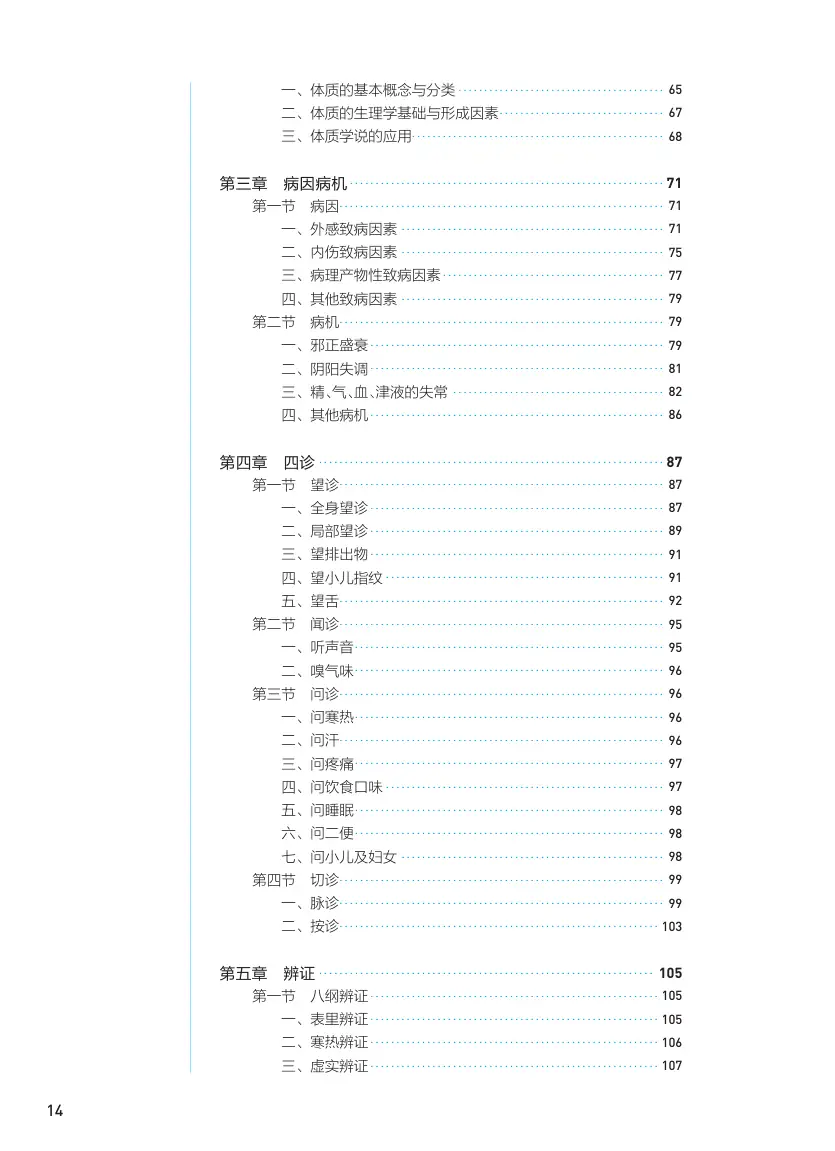 一、体质的基本概念与分类 65
二、体质的生理学基础与形成因素 67
三、体质学说的应用 68
第三章　病因病机 71
第一节　病因 71
一、外感致病因素 71
二、内伤致病因素 75
三、病理产物性致病因素 77
四、其他致病因素 79
第二节　病机 79
一、邪正盛衰 79
二、阴阳失调 81
三、精、气、血、津液的失常 82
四、其他病机 86
第四章　四诊 87
第一节　望诊 87
一、全身望诊 87
二、局部望诊 89
三、望排出物 91
四、望小儿指纹 91
五、望舌 92
第二节　闻诊 95
一、听声音 95
二、嗅气味 96
第三节　问诊 96
一、问寒热 96
二、问汗 96
三、问疼痛 97
四、问饮食口味 97
五、问睡眠 98
六、问二便 98
七、问小儿及妇女 98
第四节　切诊 99
一、脉诊 99
二、按诊 103
第五章　辨证 105
第一节　八纲辨证 105
一、表里辨证 105
二、寒热辨证 106
三、虚实辨证 107
14